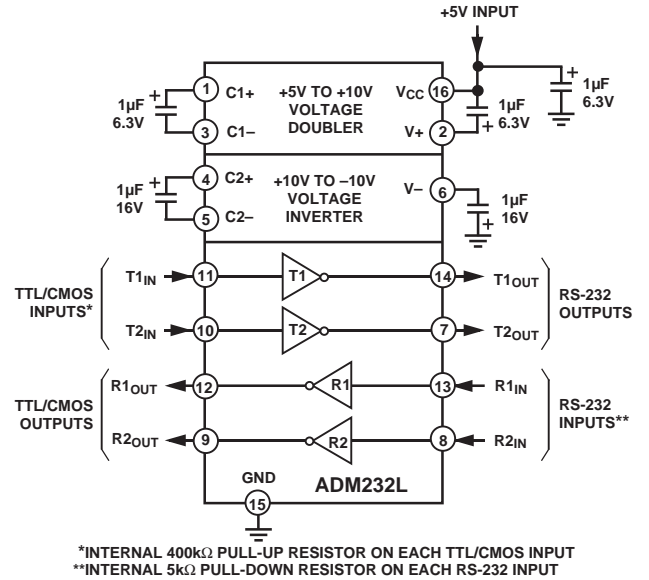 +5V INPUT
1 C1+ +5V TO +10V VCC 16
VOLTAGE
DOUBLER
3 C1– V+ 2
+ 1µF
6.3V
+ 1µF
6.3V
+ 1µF
6.3V
4 C2+ +10V TO –10V V– 6
VOLTAGE
INVERTER
5 C2–
+ 1µF
16V
1µF
+ 16V
TTL/CMOS
INPUTS*
T1IN 11 T1 14 T1OUT
T2IN 10 T2 7 T2OUT
RS-232
OUTPUTS
TTL/CMOS
OUTPUTS
R1OUT 12 R1 13 R1IN
R2OUT 9 R2 8 R2IN
RS-232
INPUTS**
GND
15
ADM232L
*INTERNAL 400kΩ PULL-UP RESISTOR ON EACH TTL/CMOS INPUT
**INTERNAL 5kΩ PULL-DOWN RESISTOR ON EACH RS-232 INPUT